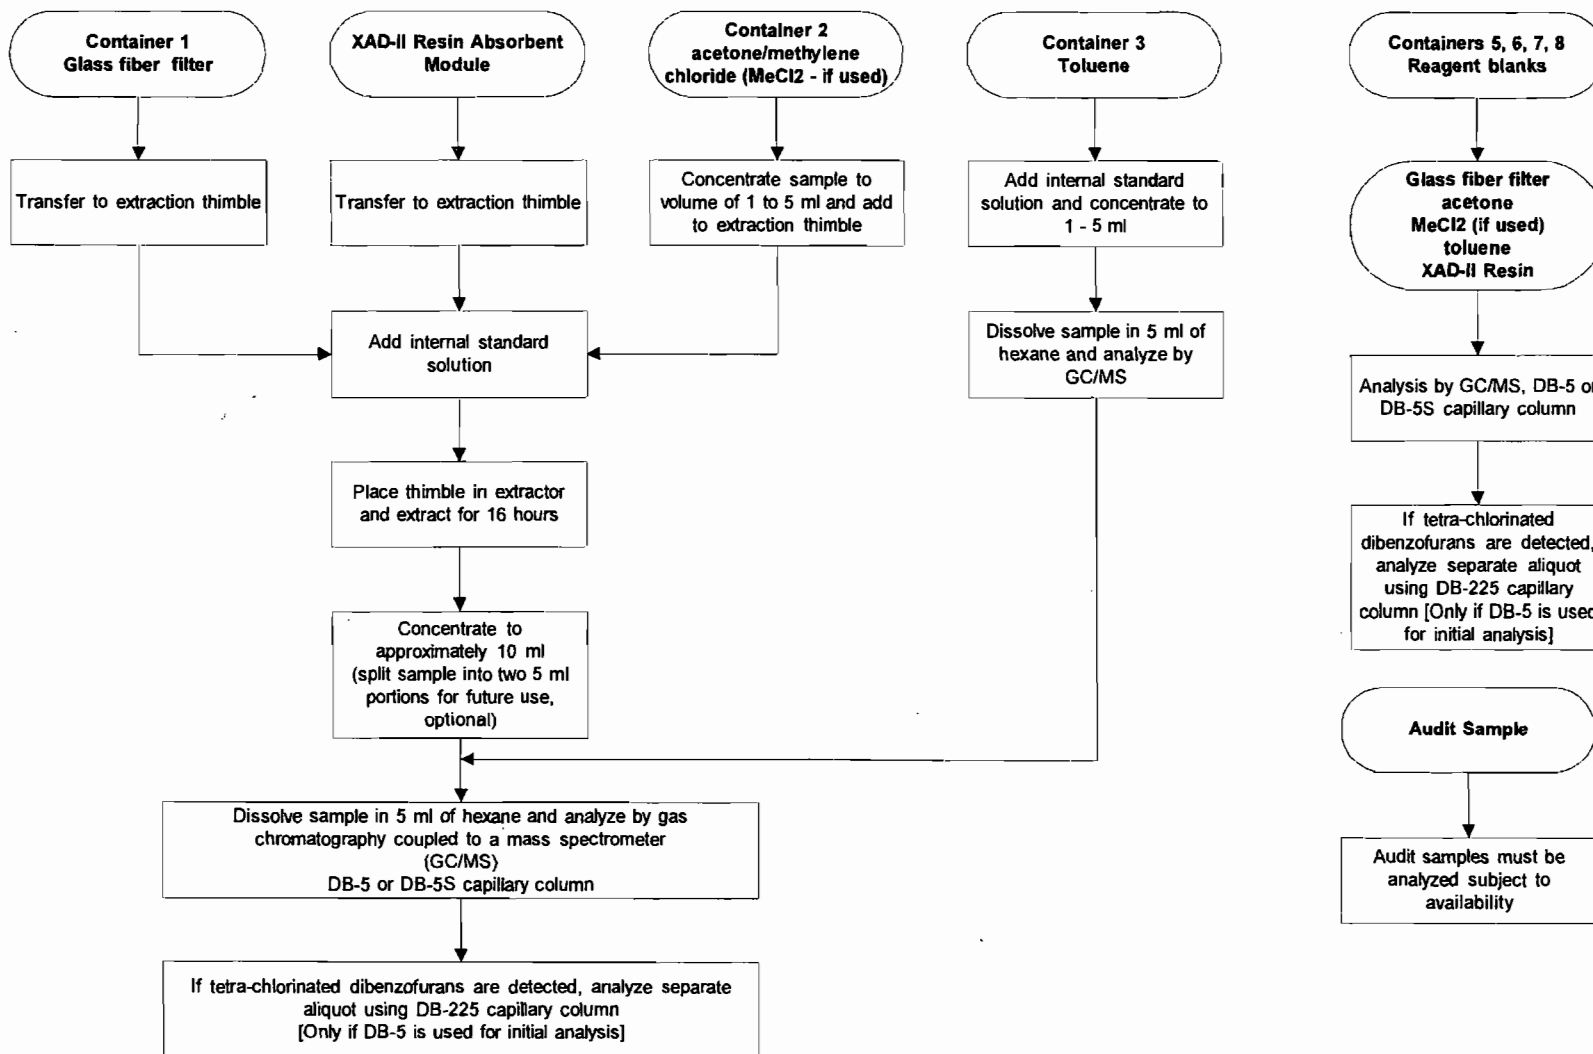 Container 1
Glass fiber filter
Transfer to extraction thimble
XAD-II Resin Absorbent
Module
Transfer to extraction thimble
Container 2
acetone/methylene
chloride (MeCl2 - if used)
Concentrate sample to
volume of 1 to 5 ml and add
to extraction thimble
Add internal standard
solution
Place thimble in extractor
and extract for 16 hours
Concentrate to
approximately 10 ml
(split sample into two 5 ml
portions for future use,
optional)
Container 3
Toluene
Add internal standard
solution and concentrate to
1 - 5 ml
Dissolve sample in 5 ml of
hexane and analyze by
GC/MS
Dissolve sample in 5 ml of hexane and analyze by gas
chromatography coupled to a mass spectrometer
(GC/MS)
DB-5 or DB-5S capillary column
If tetra-chlorinated dibenzofurans are detected, analyze separate
aliquot using DB-225 capillary column
[Only if DB-5 is used for initial analysis]
Containers 5, 6, 7, 8
Reagent blanks
Glass fiber filter
acetone
MeCl2 (if used)
toluene
XAD-II Resin
Analysis by GC/MS, DB-5 or
DB-5S capillary column
If tetra-chlorinated
dibenzofurans are detected,
analyze separate aliquot
using DB-225 capillary
column [Only if DB-5 is used
for initial analysis]
Audit Sample
Audit samples must be
analyzed subject to
availability